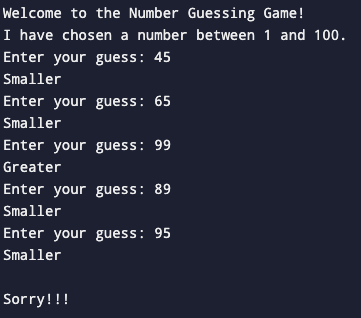 Welcome to the Number Guessing Game!
I have chosen a number between 1 and 100.
Enter your guess: 45
Smaller
Enter your guess: 65
Smaller
Enter your guess: 99
Greater
Enter your guess: 89
Smaller
Enter your guess: 95
Smaller
Sorry!!!